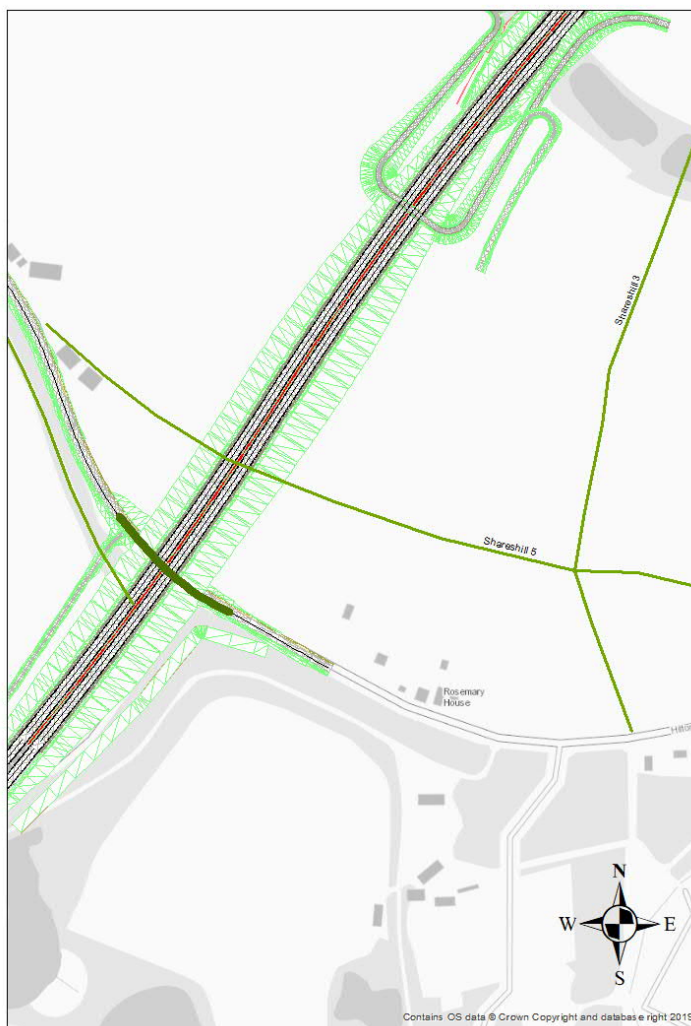 Shareshill 3
Shareshill 5
Rosemary
House
N
W
E
S
Contains OS data © Crown Copyright and database right 2019